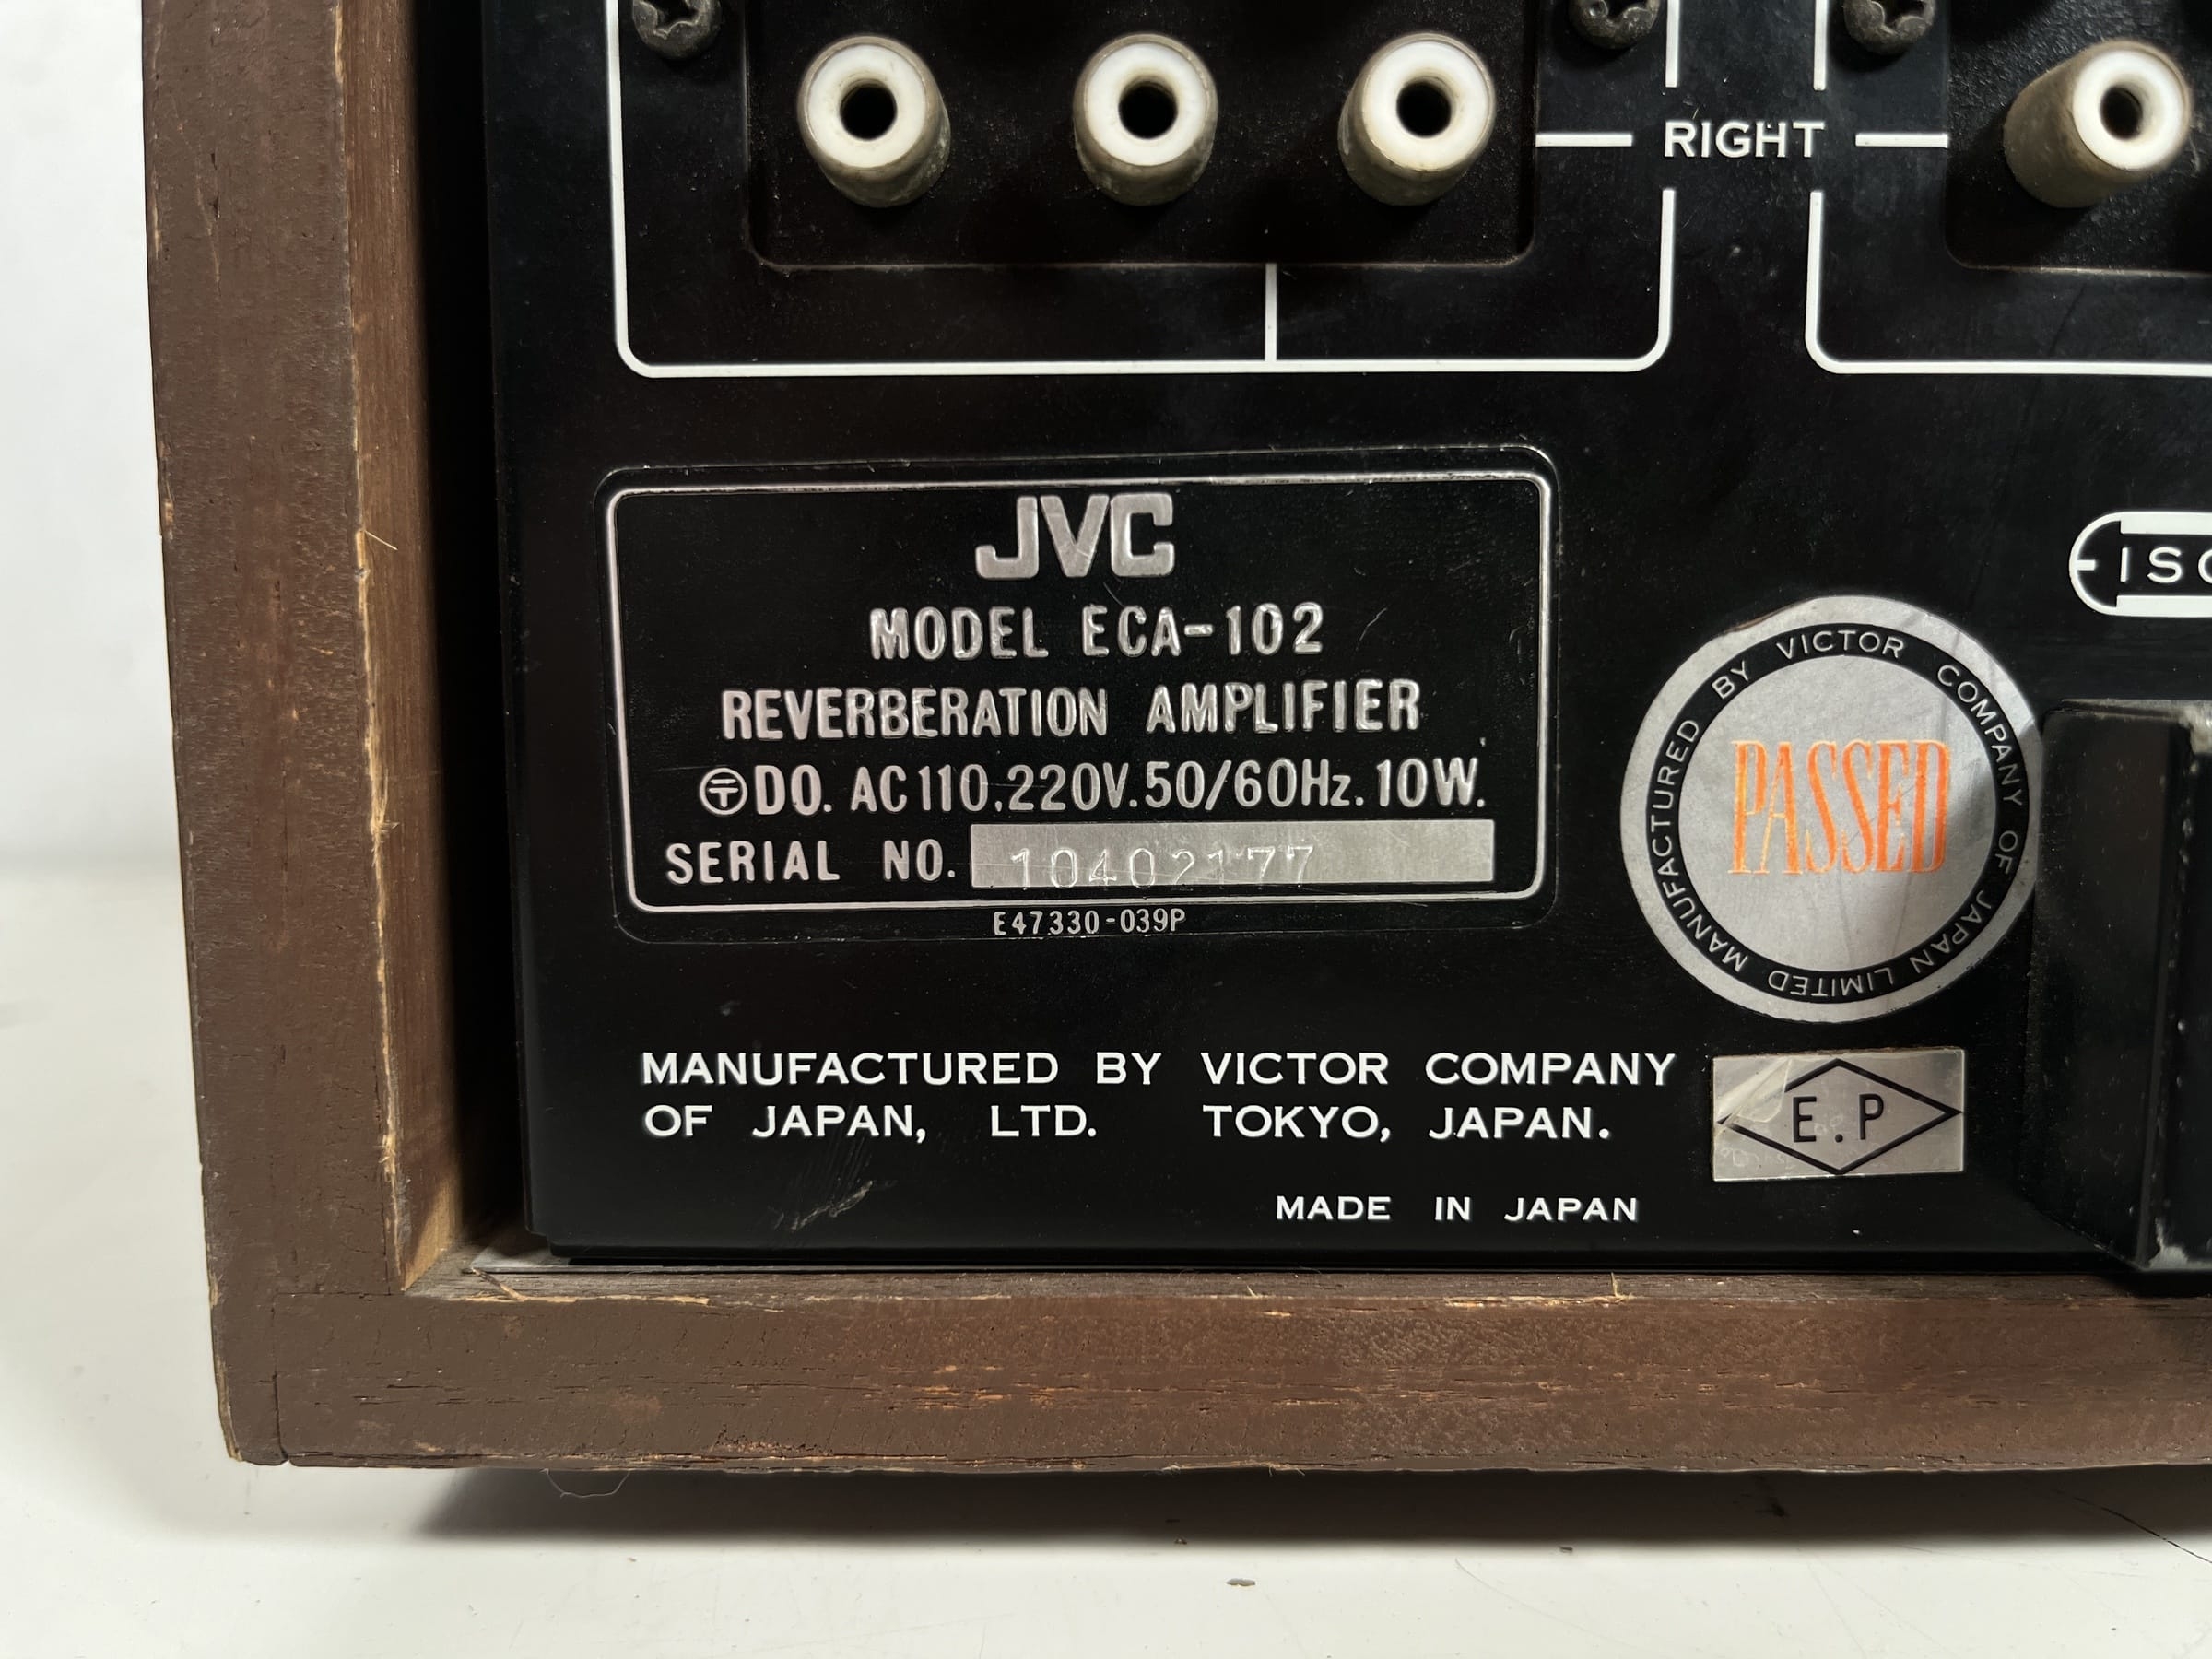 RIGHT
JVC
MODEL ECA-102
REVERBERATION AMPLIFIER
〶DO. AC110,220V.50/60Hz.10W.
SERIAL NO. 10402177
E47330-039P
MANUFACTURED BY VICTOR COMPANY OF JAPAN LIMITED
PASSED
MANUFACTURED BY VICTOR COMPANY
OF JAPAN, LTD. TOKYO, JAPAN.
E.P
MADE IN JAPAN